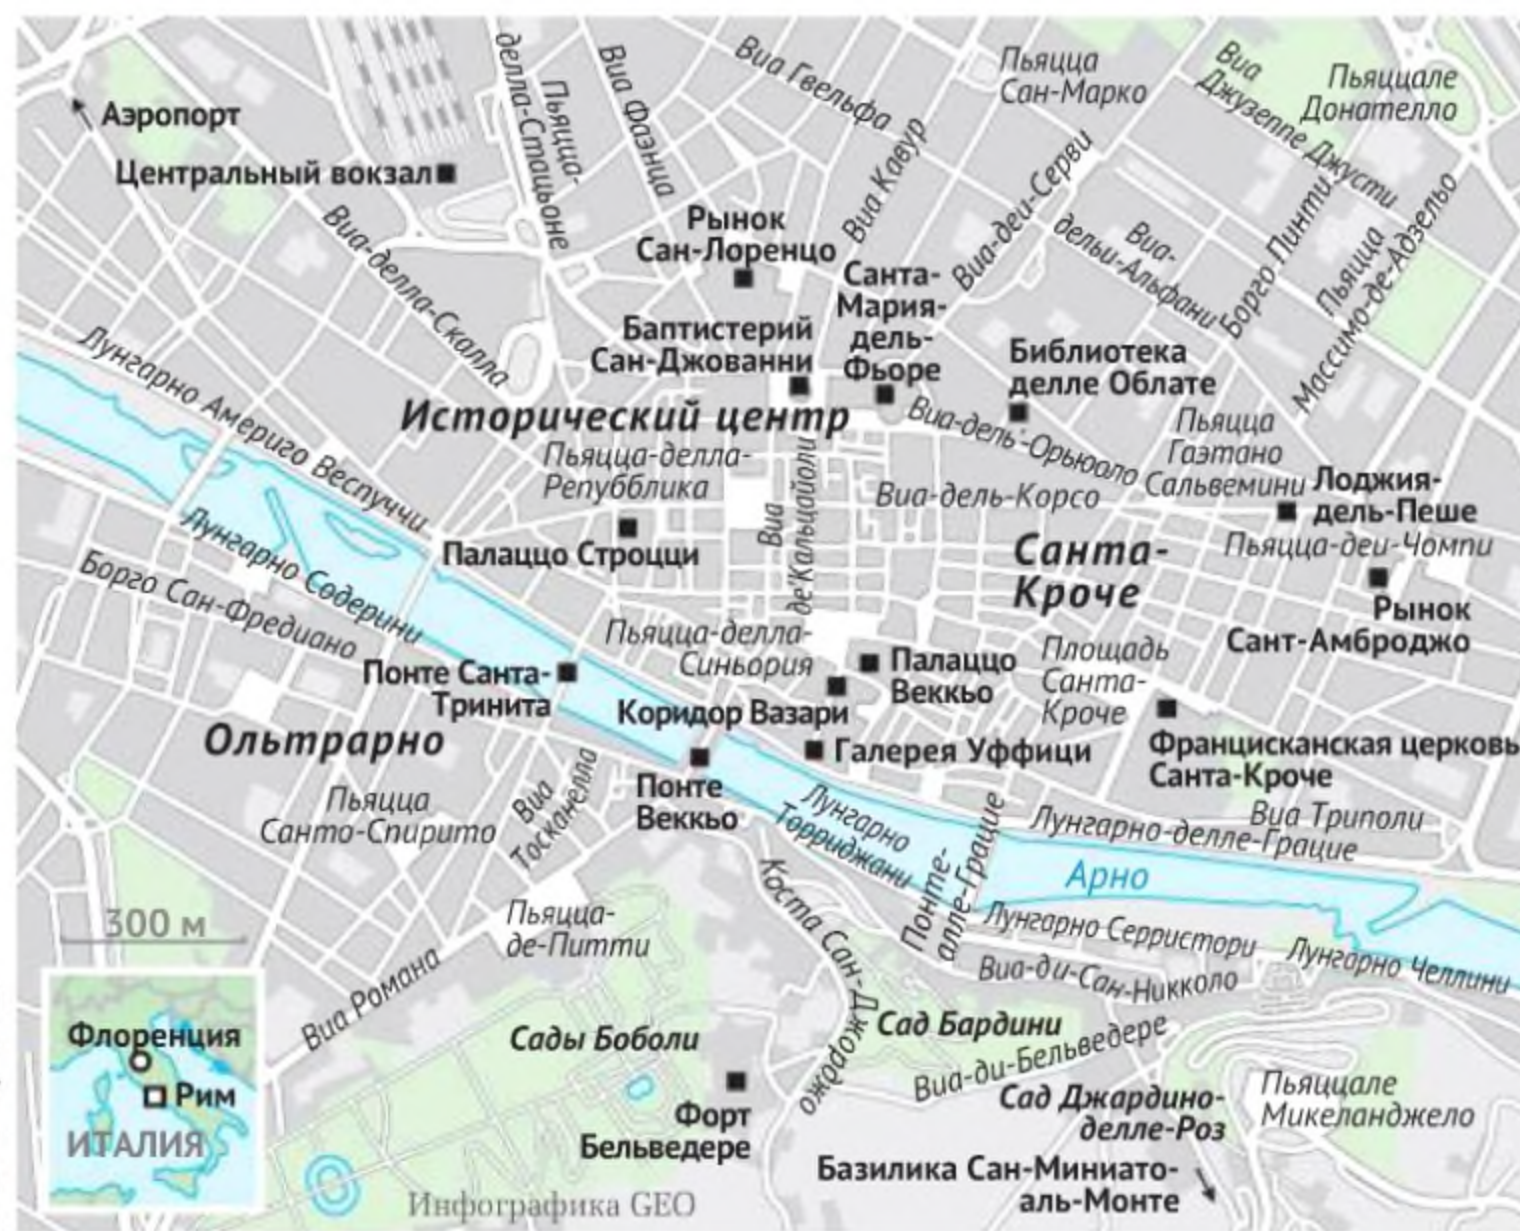 Аэропорт
Центральный вокзал
Пьяцца-
делла-Стацьоне
Виа Фаэнца
Виа Гвельфа
Пьяцца
Сан-Марко
Виа
Джузеппе Джусти
Пьяццале
Донателло
Виа Кавур
Виа-деи-Серви
Виа-
дельи-Альфани
Борго Пинти
Пьяцца
Массимо-де-Адзельо
Виа-делла-Скалла
Рынок
Сан-Лоренцо
Санта-
Мария-
дель-
Фьоре
Баптистерий
Сан-Джованни
Библиотека
делле Облате
Лунгарно Америго Веспуччи
Исторический центр
Виа-дель-Орьюоло
Пьяцца
Гаэтано
Сальвемини
Пьяцца-делла-
Репубблика
Виа
де'Кальцайоли
Виа-дель-Корсо
Лоджия-
дель-Пеше
Пьяцца-деи-Чомпи
Палаццо Строцци
Санта-
Кроче
Рынок
Сант-Амброджо
Лунгарно Содерини
Борго Сан-Фредиано
Пьяцца-делла-
Синьория
Палаццо
Веккьо
Площадь
Санта-
Кроче
Понте Санта-
Тринита
Коридор Вазари
Галерея Уффици
Францисканская церковь
Санта-Кроче
Ольтрарно
Виа
Тосканелла
Понте
Веккьо
Пьяцца
Санто-Спирито
Лунгарно
Торриджани
Понте-
алле-Грацие
Лунгарно-делле-Грацие
Виа Триполи
Арно
300 м
Пьяцца-
де-Питти
Коста Сан-Джорджо
Лунгарно Серристори
Лунгарно Челлини
Виа-ди-Сан-Никколо
Виа Романа
Сады Боболи
Сад Бардини
Виа-ди-Бельведере
Флоренция
Рим
ИТАЛИЯ
Форт
Бельведере
Сад Джардино-
делле-Роз
Пьяццале
Микеланджело
Базилика Сан-Миниато-
аль-Монте
Инфографика GEO